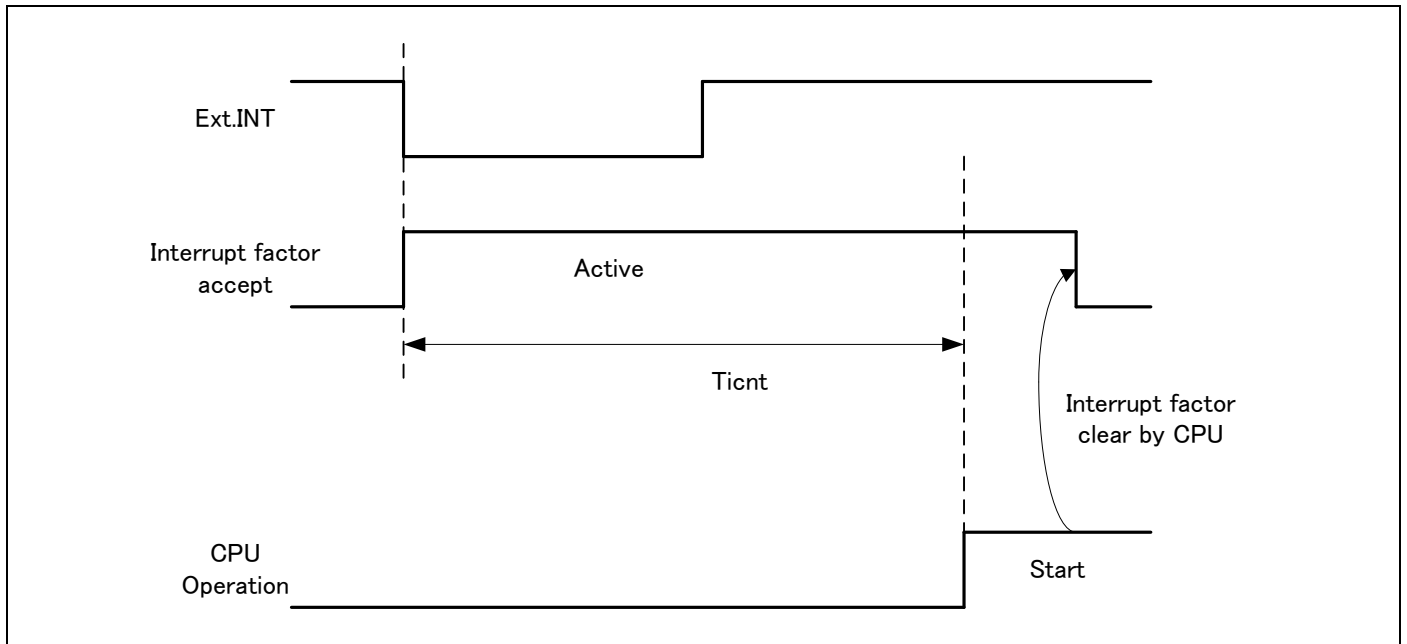 Ext.INT
Interrupt factor
accept
Active
Ticnt
Interrupt factor
clear by CPU
CPU
Operation
Start